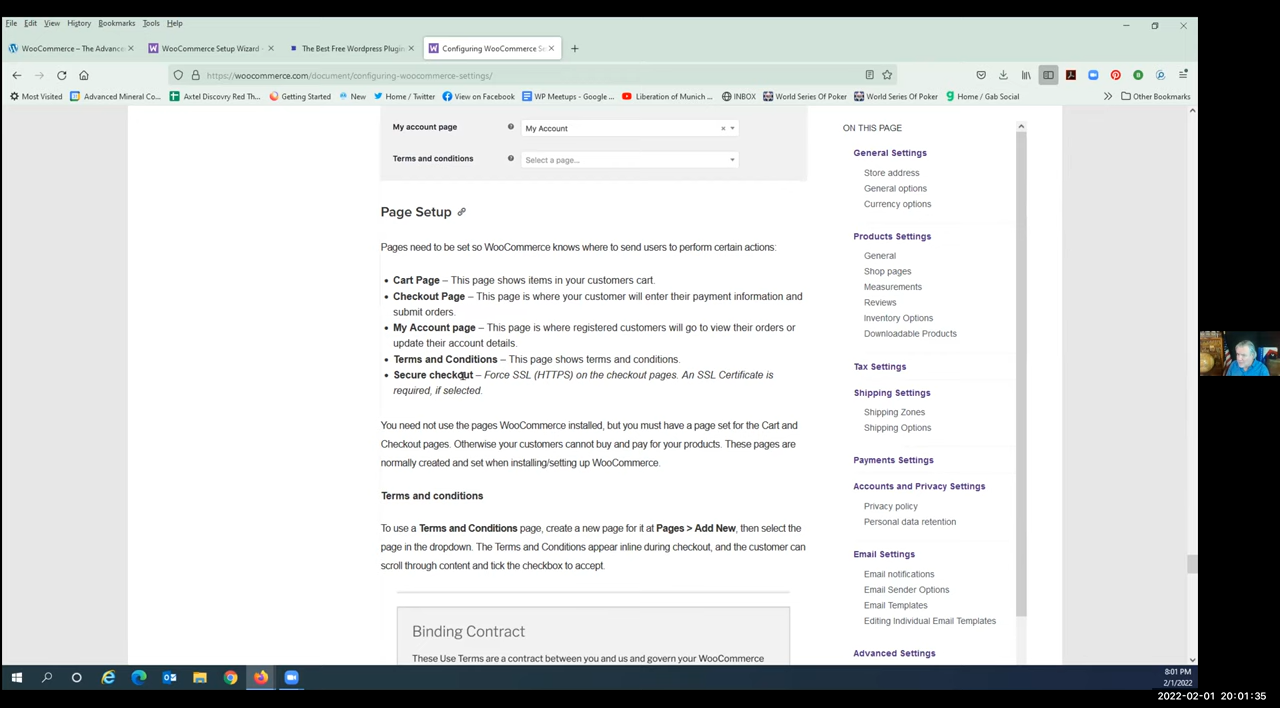 File Edit View History Bookmarks Tools Help
WooCommerce – The Advance
WooCommerce Setup Wizard -
The Best Free Wordpress Plugin
Configuring WooCommerce Se
https://woocommerce.com/document/configuring-woocommerce-settings/
Most Visited
Advanced Mineral Co...
Axtel Discovry Red Th...
Getting Started
New
Home / Twitter
View on Facebook
WP Meetups - Google ...
Liberation of Munich ...
INBOX
World Series Of Poker
World Series Of Poker
Home / Gab Social
Other Bookmarks
My account page
My Account
Terms and conditions
Select a page...
Page Setup
Pages need to be set so WooCommerce knows where to send users to perform certain actions:
• Cart Page – This page shows items in your customers cart.
• Checkout Page – This page is where your customer will enter their payment information and
submit orders.
• My Account page – This page is where registered customers will go to view their orders or
update their account details.
• Terms and Conditions – This page shows terms and conditions.
• Secure checkout – Force SSL (HTTPS) on the checkout pages. An SSL Certificate is
required, if selected.
You need not use the pages WooCommerce installed, but you must have a page set for the Cart and
Checkout pages. Otherwise your customers cannot buy and pay for your products. These pages are
normally created and set when installing/setting up WooCommerce.
Terms and conditions
To use a Terms and Conditions page, create a new page for it at Pages > Add New, then select the
page in the dropdown. The Terms and Conditions appear inline during checkout, and the customer can
scroll through content and tick the checkbox to accept.
Binding Contract
These Use Terms are a contract between you and us and govern your WooCommerce
ON THIS PAGE
General Settings
Store address
General options
Currency options
Products Settings
General
Shop pages
Measurements
Reviews
Inventory Options
Downloadable Products
Tax Settings
Shipping Settings
Shipping Zones
Shipping Options
Payments Settings
Accounts and Privacy Settings
Privacy policy
Personal data retention
Email Settings
Email notifications
Email Sender Options
Email Templates
Editing Individual Email Templates
Advanced Settings
8:01 PM
2/1/2022
2022-02-01 20:01:35